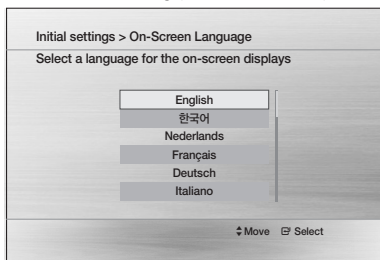 Initial settings > On-Screen Language
Select a language for the on-screen displays
English
한국어
Nederlands
Français
Deutsch
Italiano
Move Select